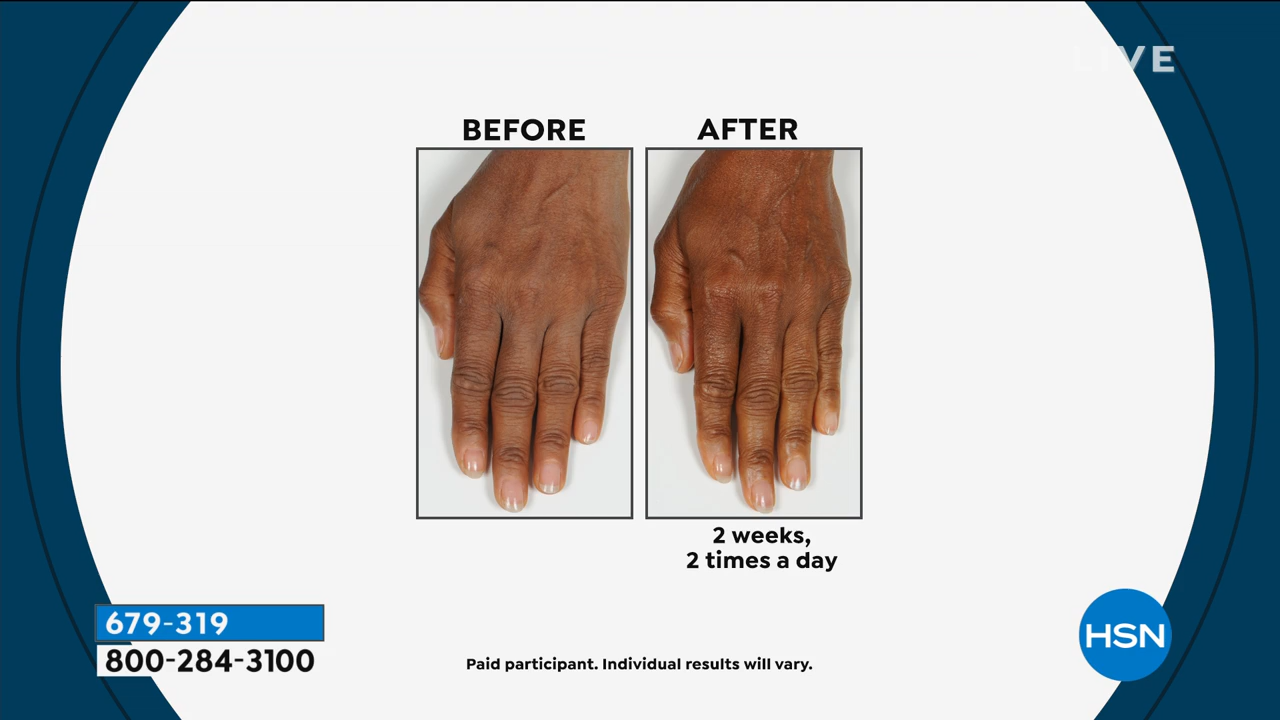 LIVE
BEFORE
AFTER
2 weeks,
2 times a day
679-319
800-284-3100
Paid participant. Individual results will vary.
HSN